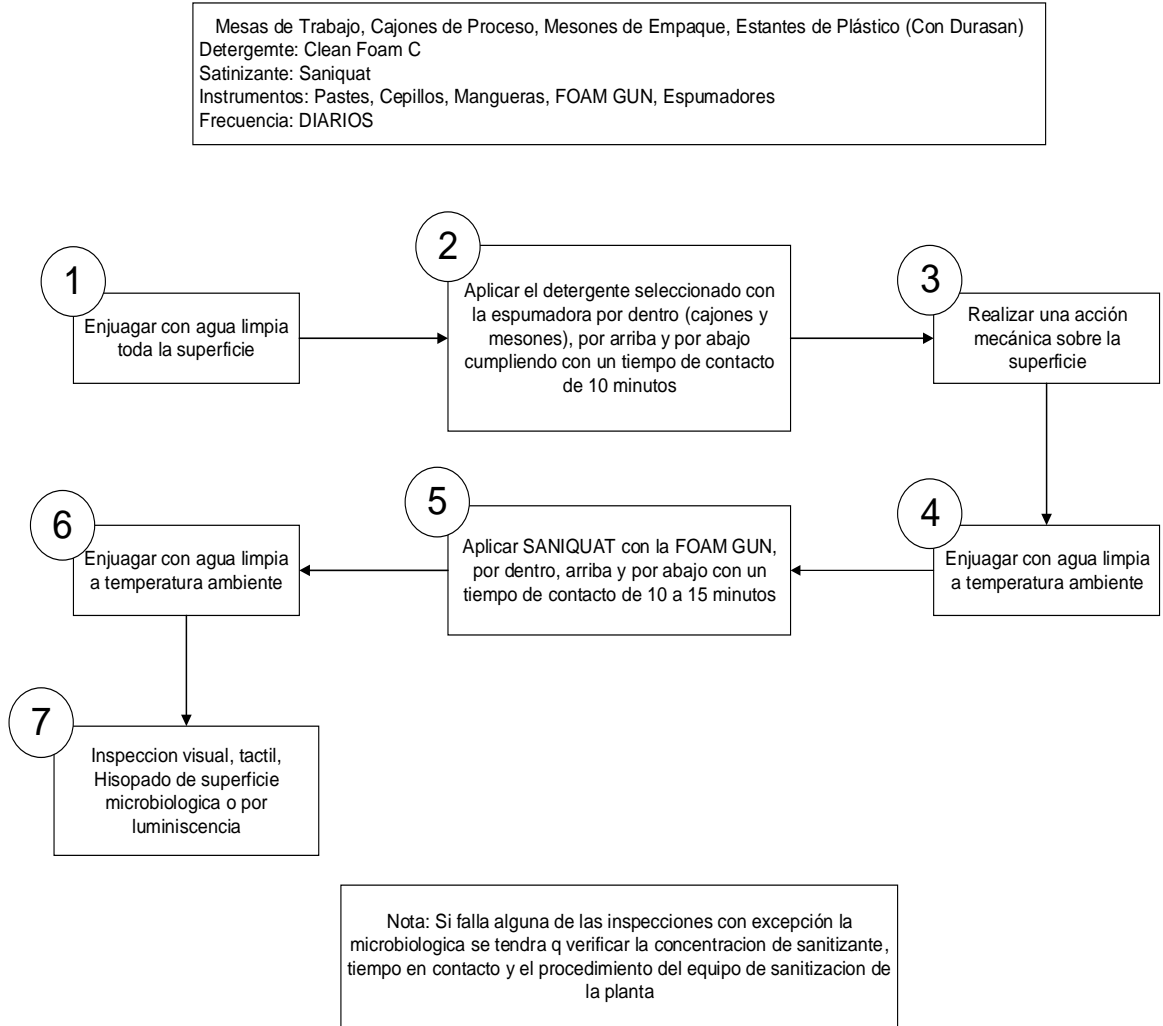 Mesas de Trabajo, Cajones de Proceso, Mesones de Empaque, Estantes de Plástico (Con Durasan)
Detergemte: Clean Foam C
Satinizante: Saniquat
Instrumentos: Pastes, Cepillos, Mangueras, FOAM GUN, Espumadores
Frecuencia: DIARIOS
1
Enjuagar con agua limpia
toda la superficie
2
Aplicar el detergente seleccionado con
la espumadora por dentro (cajones y
mesones), por arriba y por abajo
cumpliendo con un tiempo de contacto
de 10 minutos
3
Realizar una acción
mecánica sobre la
superficie
4
Enjuagar con agua limpia
a temperatura ambiente
5
Aplicar SANIQUAT con la FOAM GUN,
por dentro, arriba y por abajo con un
tiempo de contacto de 10 a 15 minutos
6
Enjuagar con agua limpia
a temperatura ambiente
7
Inspeccion visual, tactil,
Hisopado de superficie
microbiologica o por
luminiscencia
Nota: Si falla alguna de las inspecciones con excepción la
microbiologica se tendra q verificar la concentracion de sanitizante,
tiempo en contacto y el procedimiento del equipo de sanitizacion de
la planta